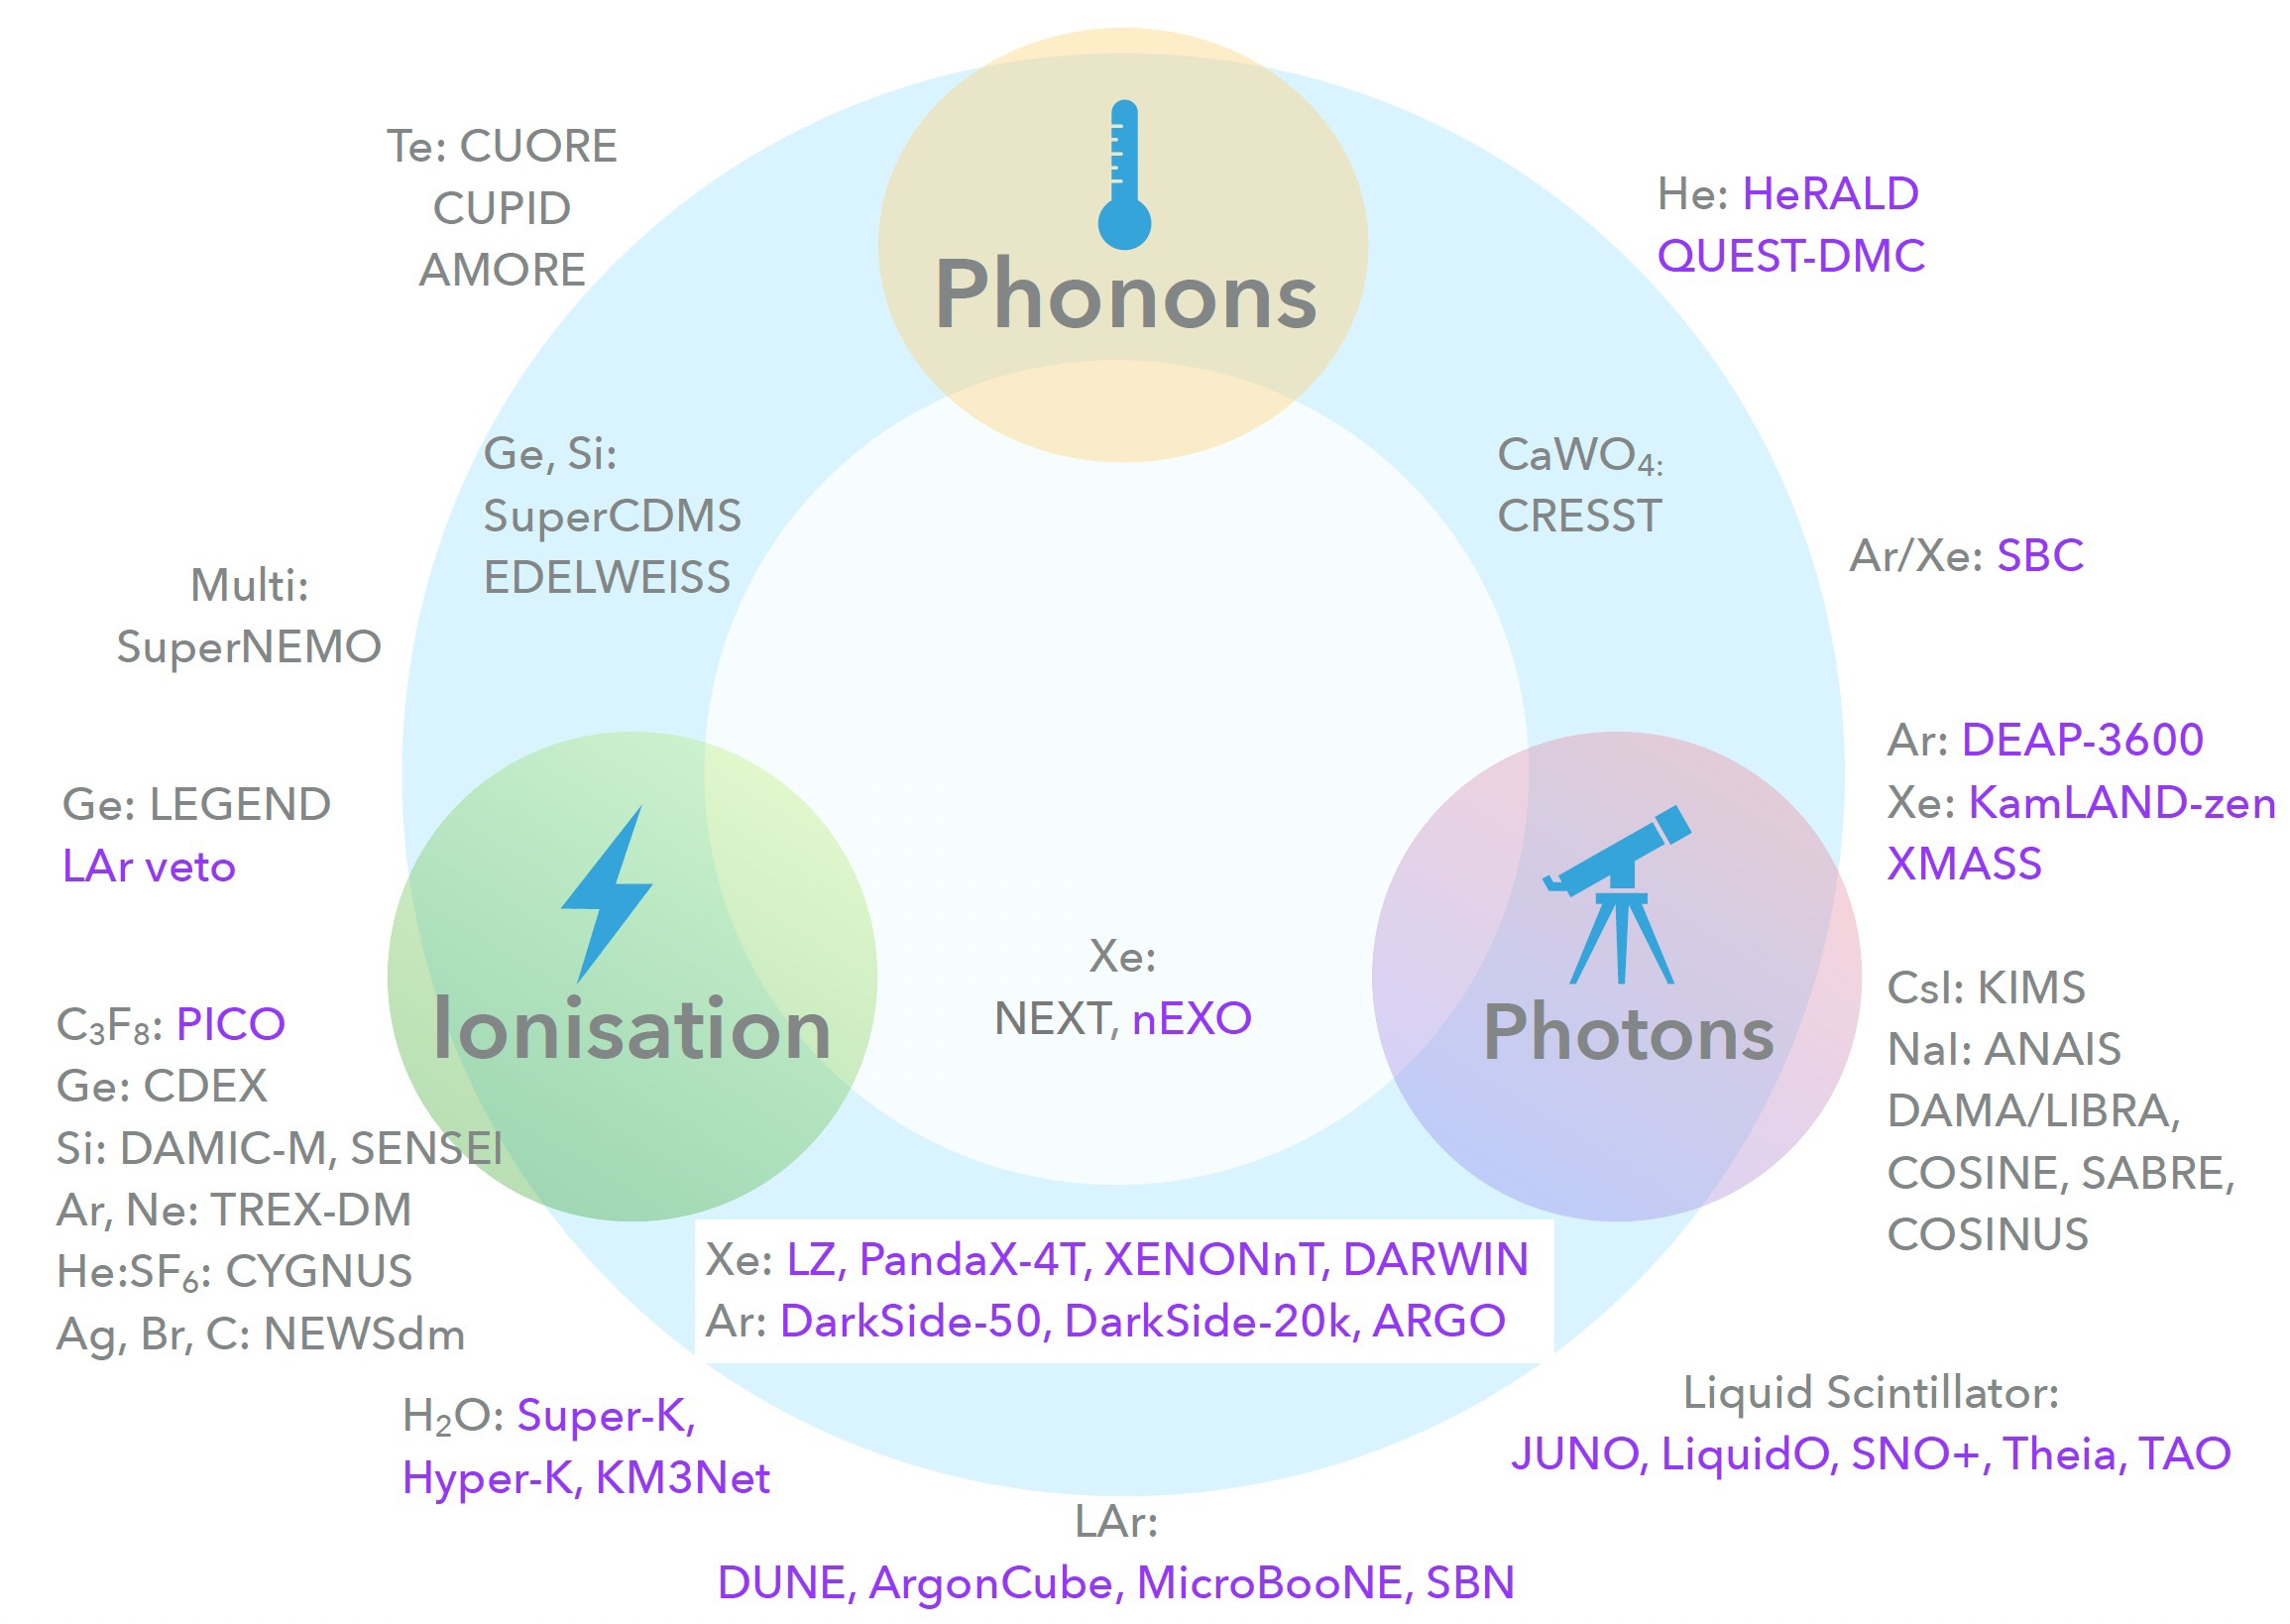 Te: CUORE
CUPID
AMORE
Phonons
He: HeRALD
QUEST-DMC
Ge, Si:
SuperCDMS
EDELWEISS
CaWO₄:
CRESST
Multi:
SuperNEMO
Ar/Xe: SBC
Ge: LEGEND
LAr veto
Ar: DEAP-3600
Xe: KamLAND-zen
XMASS
Ionisation
Xe:
NEXT, nEXO
Photons
C₃F₈: PICO
Ge: CDEX
Si: DAMIC-M, SENSEI
Ar, Ne: TREX-DM
He:SF₆: CYGNUS
Ag, Br, C: NEWSdm
CsI: KIMS
NaI: ANAIS
DAMA/LIBRA,
COSINE, SABRE,
COSINUS
Xe: LZ, PandaX-4T, XENONnT, DARWIN
Ar: DarkSide-50, DarkSide-20k, ARGO
H₂O: Super-K,
Hyper-K, KM3Net
Liquid Scintillator:
JUNO, LiquidO, SNO+, Theia, TAO
LAr:
DUNE, ArgonCube, MicroBooNE, SBN